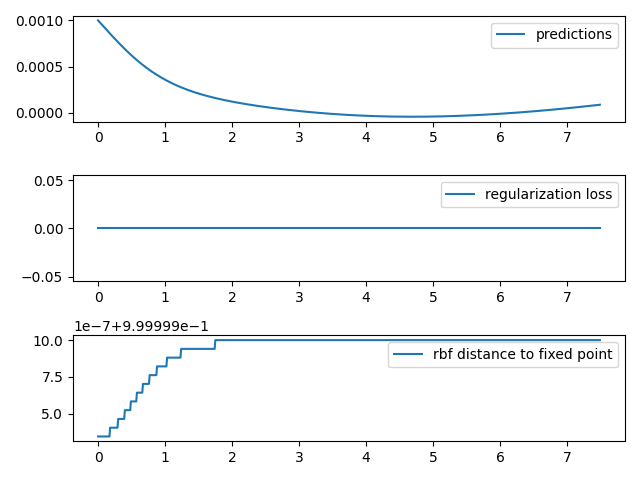 0.0010
0.0005
0.0000
predictions
0 1 2 3 4 5 6 7
0.05
0.00
−0.05
regularization loss
0 1 2 3 4 5 6 7
1e-7+9.99999e-1
10.0
7.5
5.0
rbf distance to fixed point
0 1 2 3 4 5 6 7